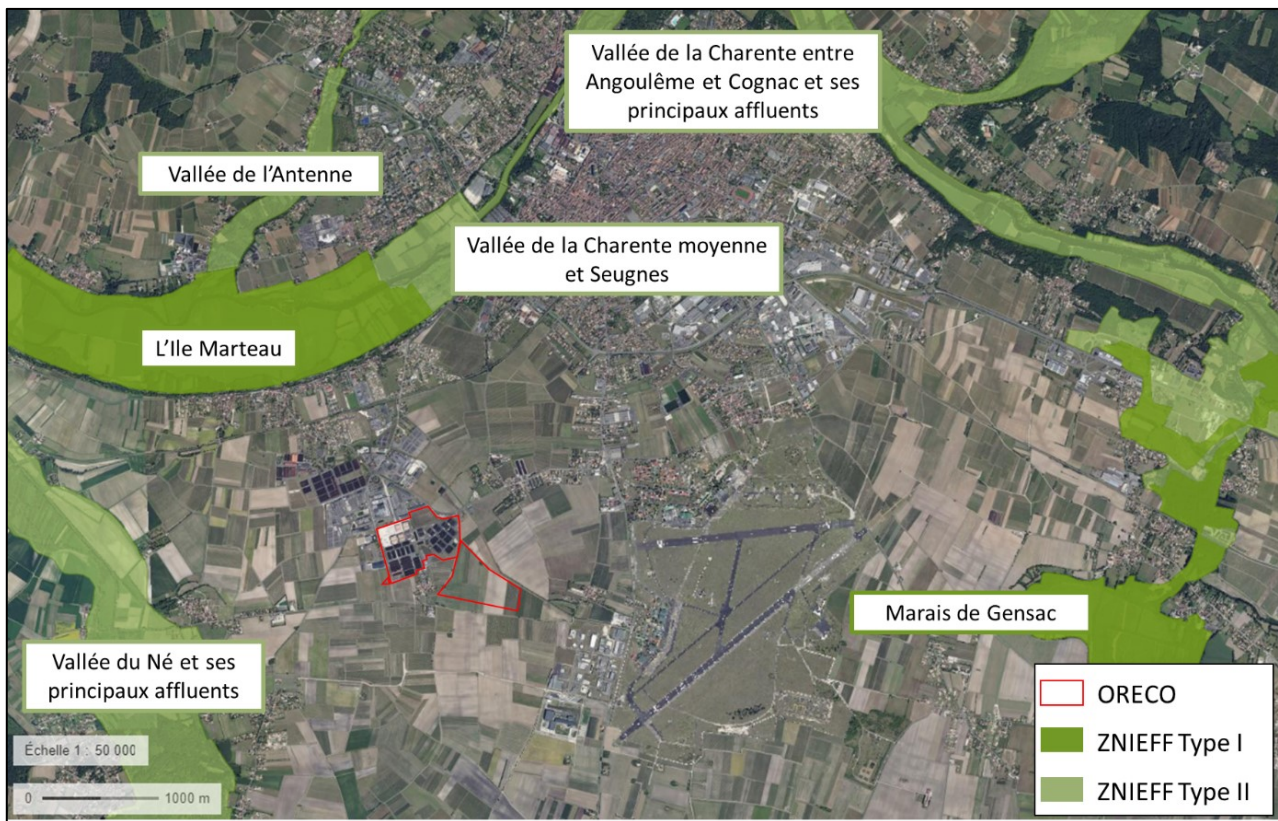 Vallée de la Charente entre
Angoulême et Cognac et ses
principaux affluents
Vallée de l’Antenne
Vallée de la Charente moyenne
et Seugnes
L’Ile Marteau
Marais de Gensac
Vallée du Né et ses
principaux affluents
Échelle 1 : 50 000
0 1000 m
ORECO
ZNIEFF Type I
ZNIEFF Type II